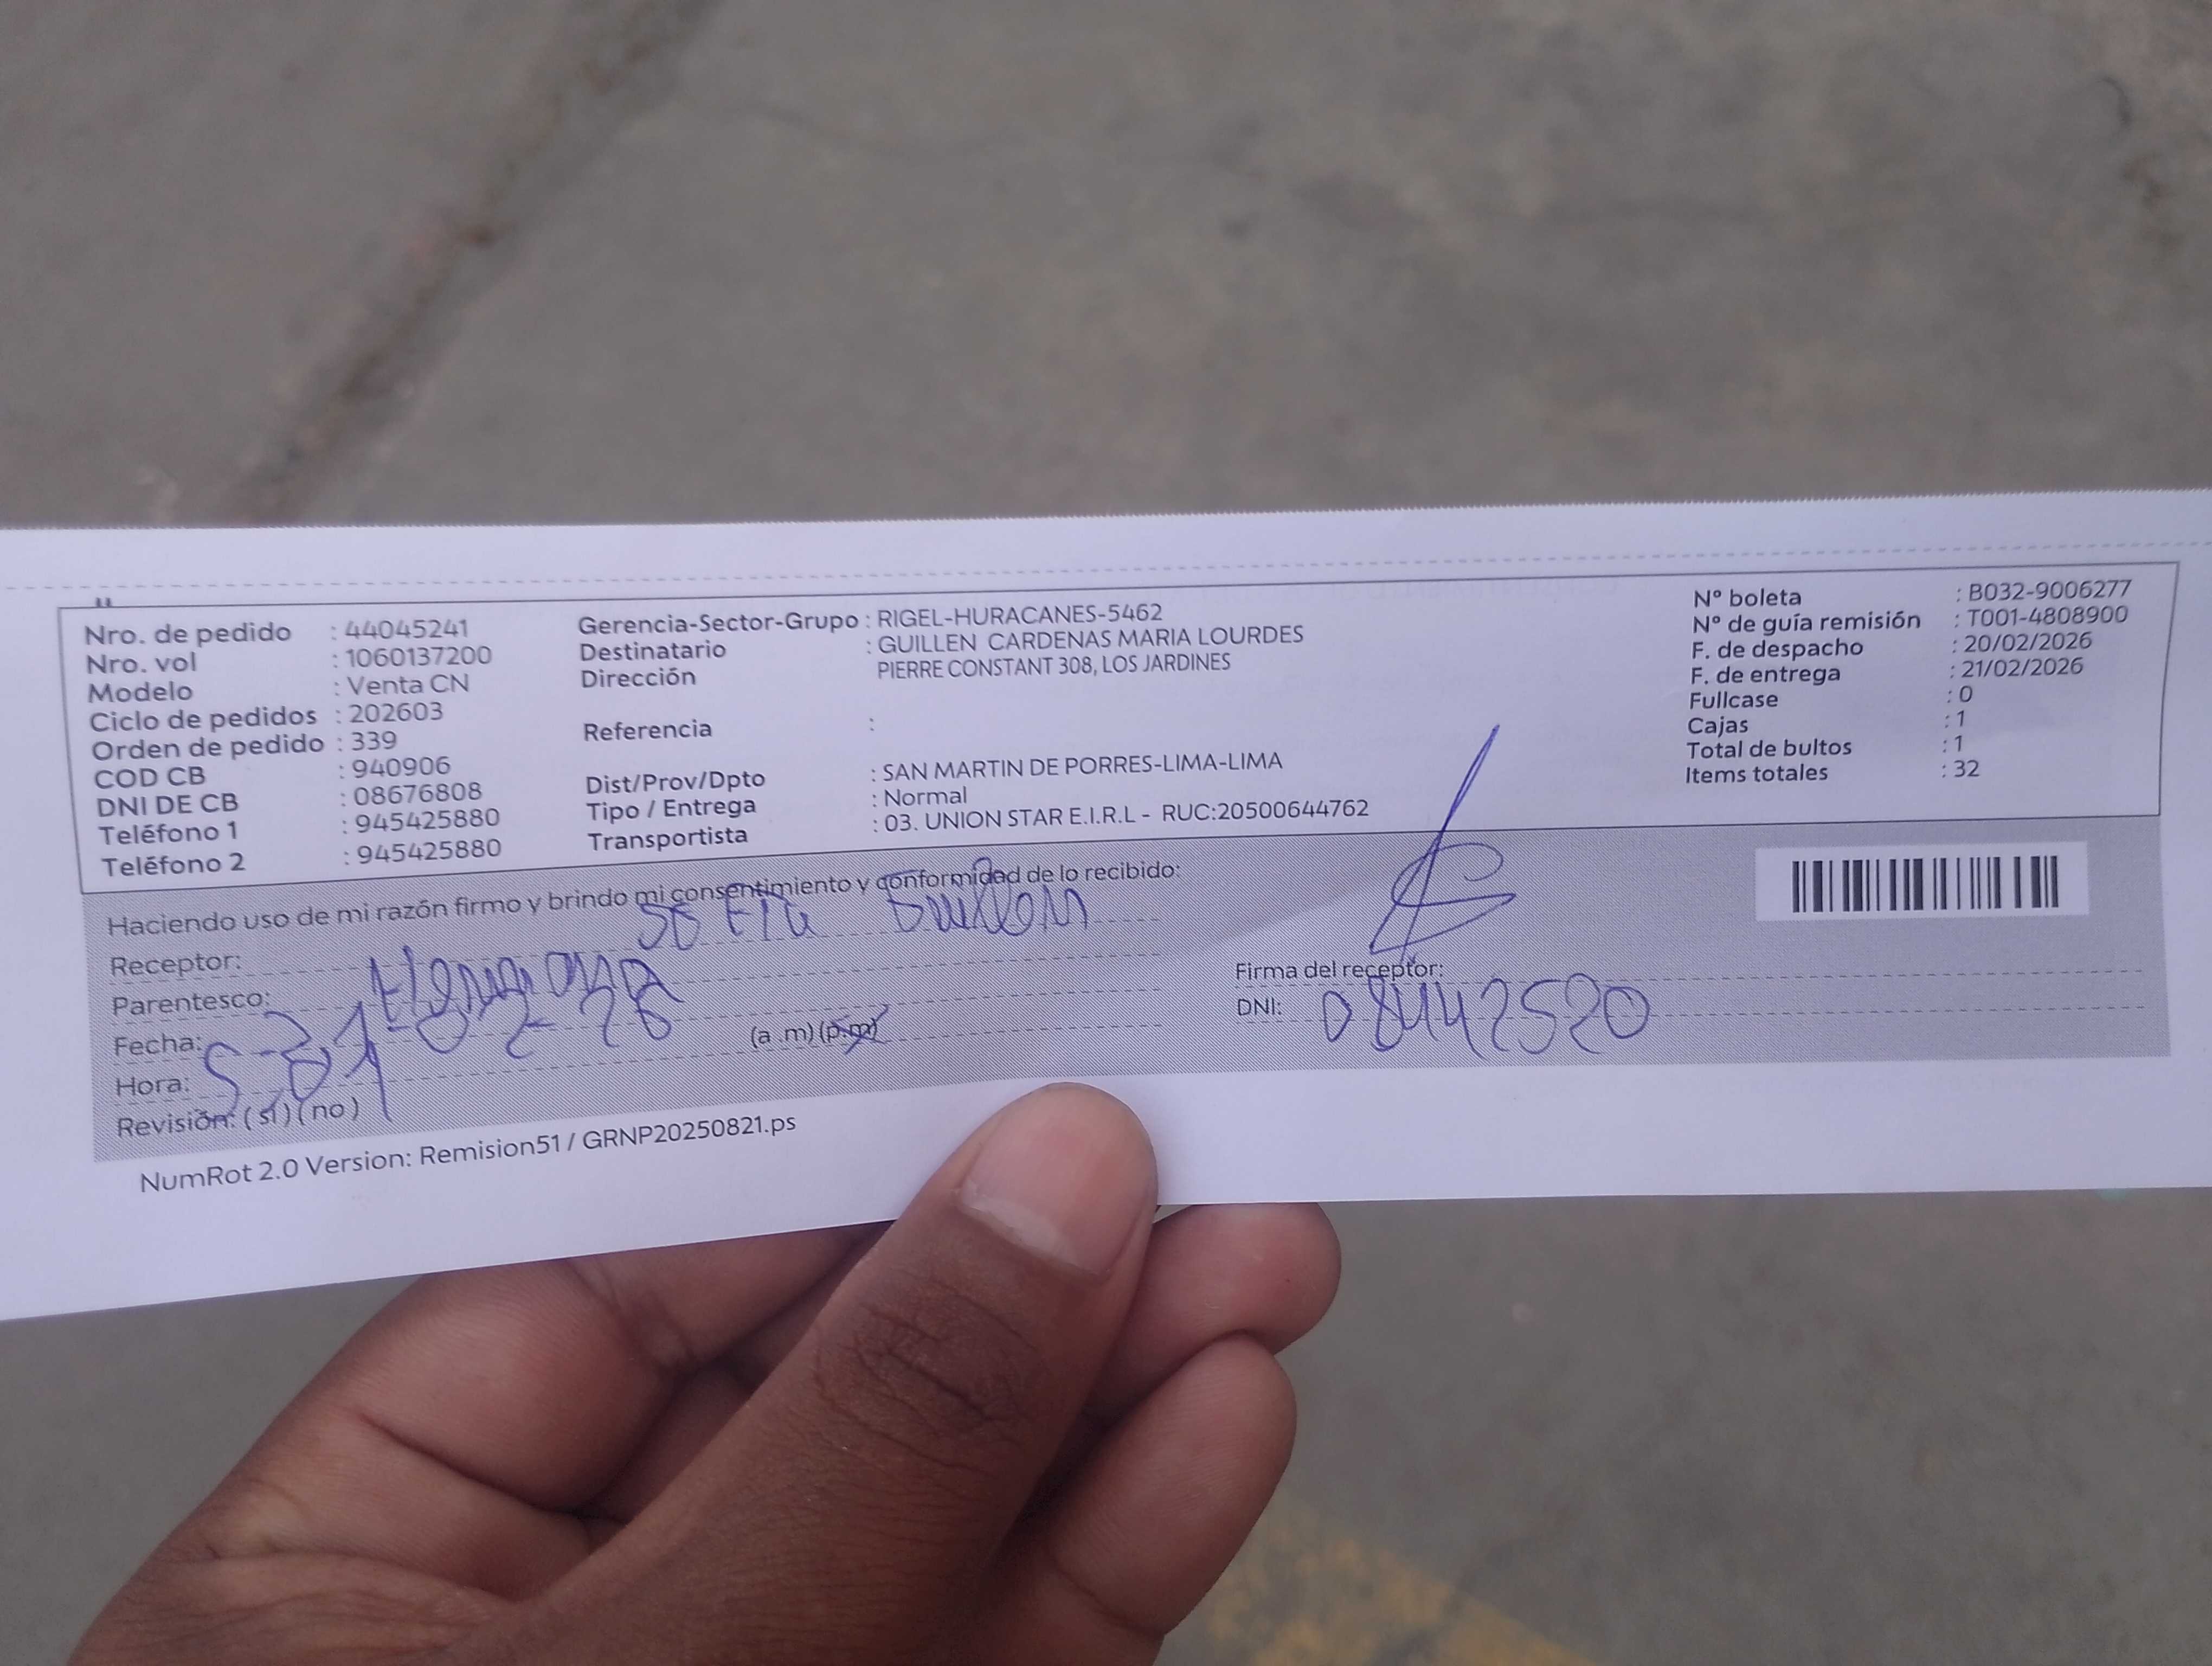 Nro. de pedido : 44045241
Nro. vol : 1060137200
Modelo : Venta CN
Ciclo de pedidos : 202603
Orden de pedido : 339
COD CB : 940906
DNI DE CB : 08676808
Teléfono 1 : 945425880
Teléfono 2 : 945425880
Gerencia-Sector-Grupo : RIGEL-HURACANES-5462
Destinatario : GUILLEN CARDENAS MARIA LOURDES
Dirección PIERRE CONSTANT 308, LOS JARDINES
Referencia :
Dist/Prov/Dpto : SAN MARTIN DE PORRES-LIMA-LIMA
Tipo / Entrega : Normal
Transportista : 03. UNION STAR E.I.R.L - RUC:20500644762
N° boleta : B032-9006277
N° de guía remisión : T001-4808900
F. de despacho : 20/02/2026
F. de entrega : 21/02/2026
Fullcase : 0
Cajas : 1
Total de bultos : 1
Items totales : 32
Haciendo uso de mi razón firmo y brindo mi consentimiento y conformidad de lo recibido:
Receptor: Sofia Guillen
Parentesco: Hermana
Fecha: 21-02-26
Hora: (a.m) (p.m)
Revisión: (si) (no)
Firma del receptor:
DNI: 08442520
NumRot 2.0 Version: Remision51 / GRNP20250821.ps